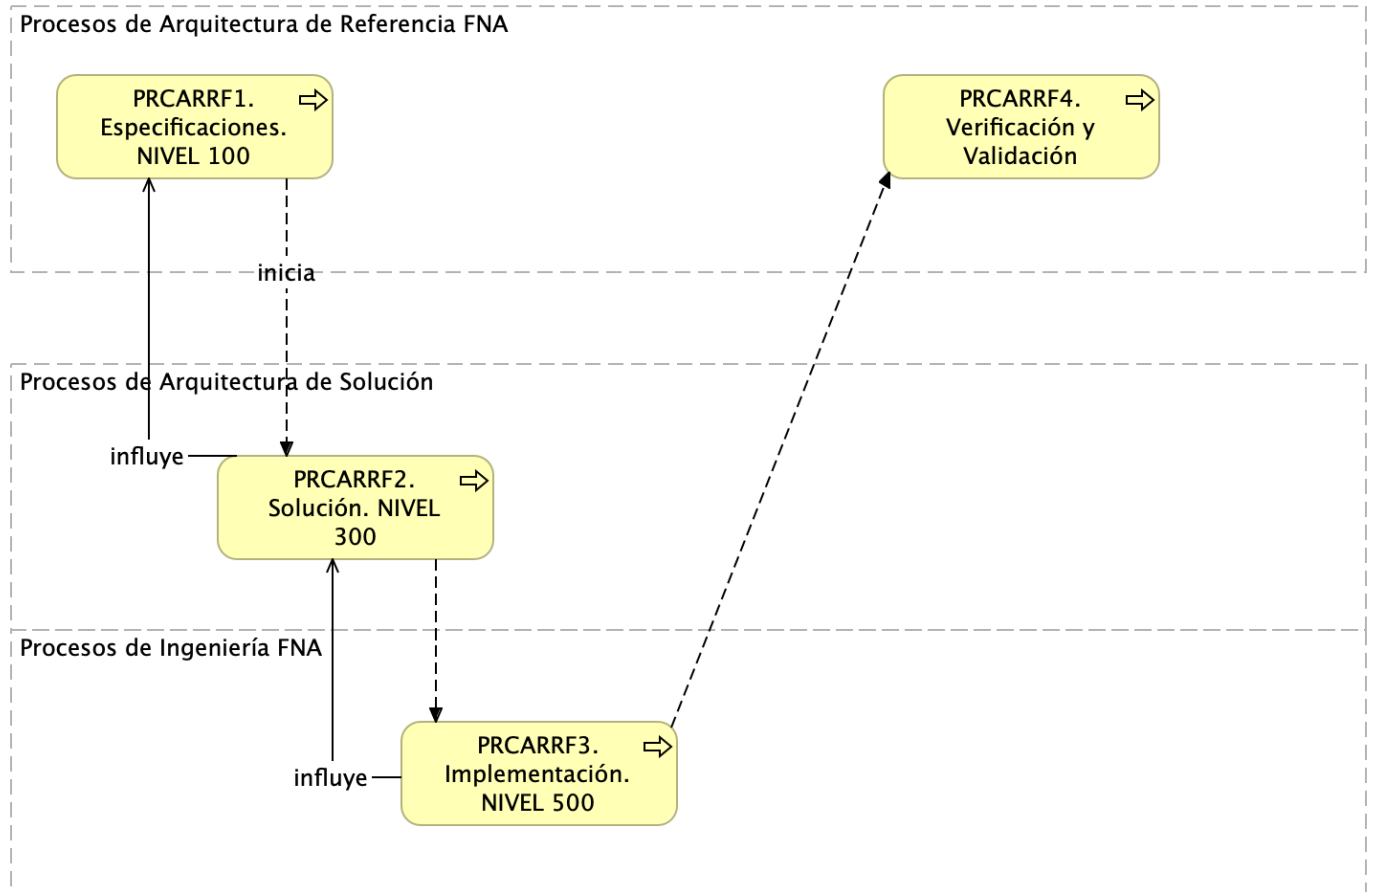 Procesos de Arquitectura de Referencia FNA
PRCARRF1.
Especificaciones.
NIVEL 100
PRCARRF4.
Verificación y
Validación
inicia
Procesos de Arquitectura de Solución
influye
PRCARRF2.
Solución. NIVEL
300
Procesos de Ingeniería FNA
PRCARRF3.
Implementación.
NIVEL 500
influye